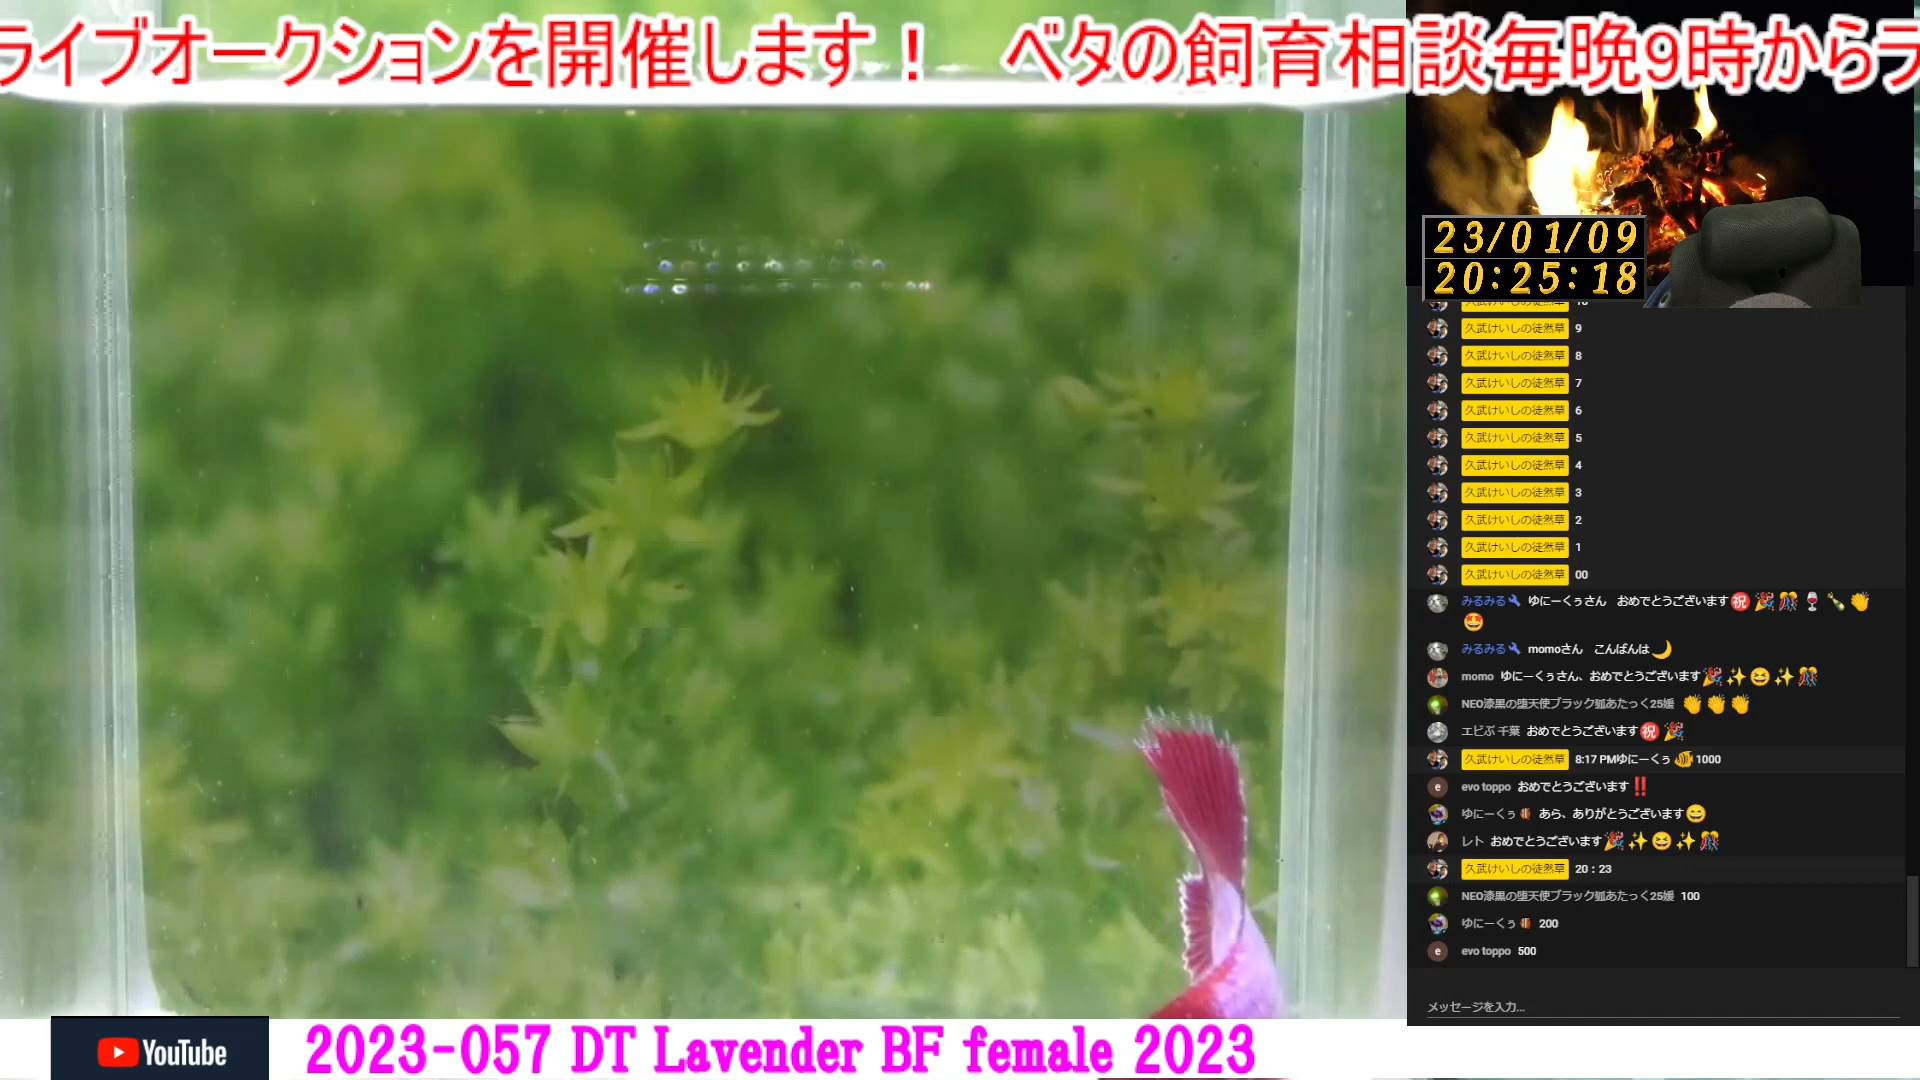 ライブオークションを開催します！　ベタの飼育相談毎晩9時からラ
23/01/09
20:25:18
久武けいしの徒然草 10
久武けいしの徒然草 9
久武けいしの徒然草 8
久武けいしの徒然草 7
久武けいしの徒然草 6
久武けいしの徒然草 5
久武けいしの徒然草 4
久武けいしの徒然草 3
久武けいしの徒然草 2
久武けいしの徒然草 1
久武けいしの徒然草 00
みるみる ゆにーくぅさん　おめでとうございます㊗🎉🎊🍷🍾👏
🤩
みるみる momoさん　こんばんは🌙
momo ゆにーくぅさん、おめでとうございます🎉✨😆✨🎊
NEO漆黒の堕天使ブラック狐あたっく25媛 👏👏👏
エビぶ 千葉 おめでとうございます㊗🎉
久武けいしの徒然草 8:17 PMゆにーくぅ🐠1000
evo toppo おめでとうございます‼
ゆにーくぅ あら、ありがとうございます😄
レト おめでとうございます🎉✨😆✨🎊
久武けいしの徒然草 20：23
NEO漆黒の堕天使ブラック狐あたっく25媛 100
ゆにーくぅ 200
e evo toppo 500
メッセージを入力...
YouTube
2023-057 DT Lavender BF female 2023